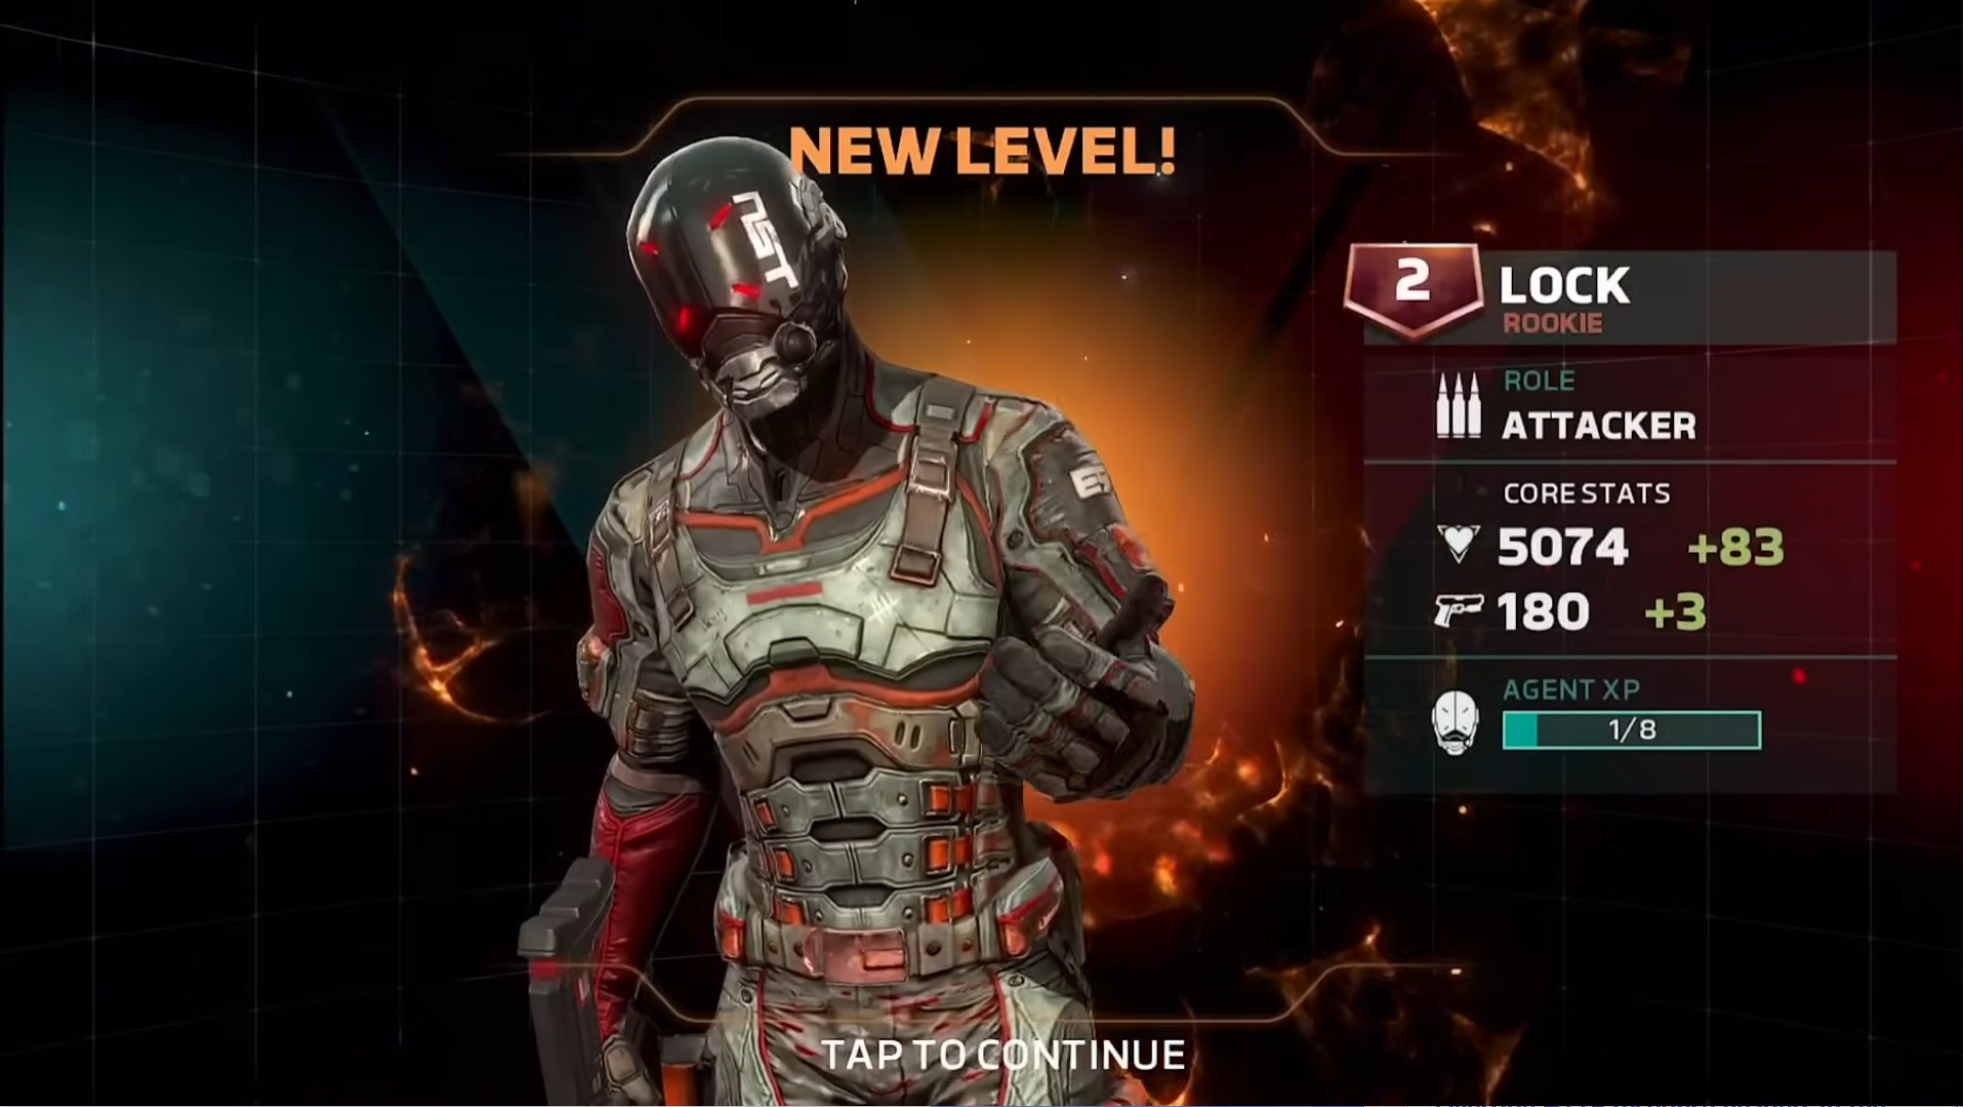 NEW LEVEL!
NST
2
LOCK
ROOKIE
ROLE
ATTACKER
CORE STATS
5074 +83
180 +3
AGENT XP
1/8
TAP TO CONTINUE